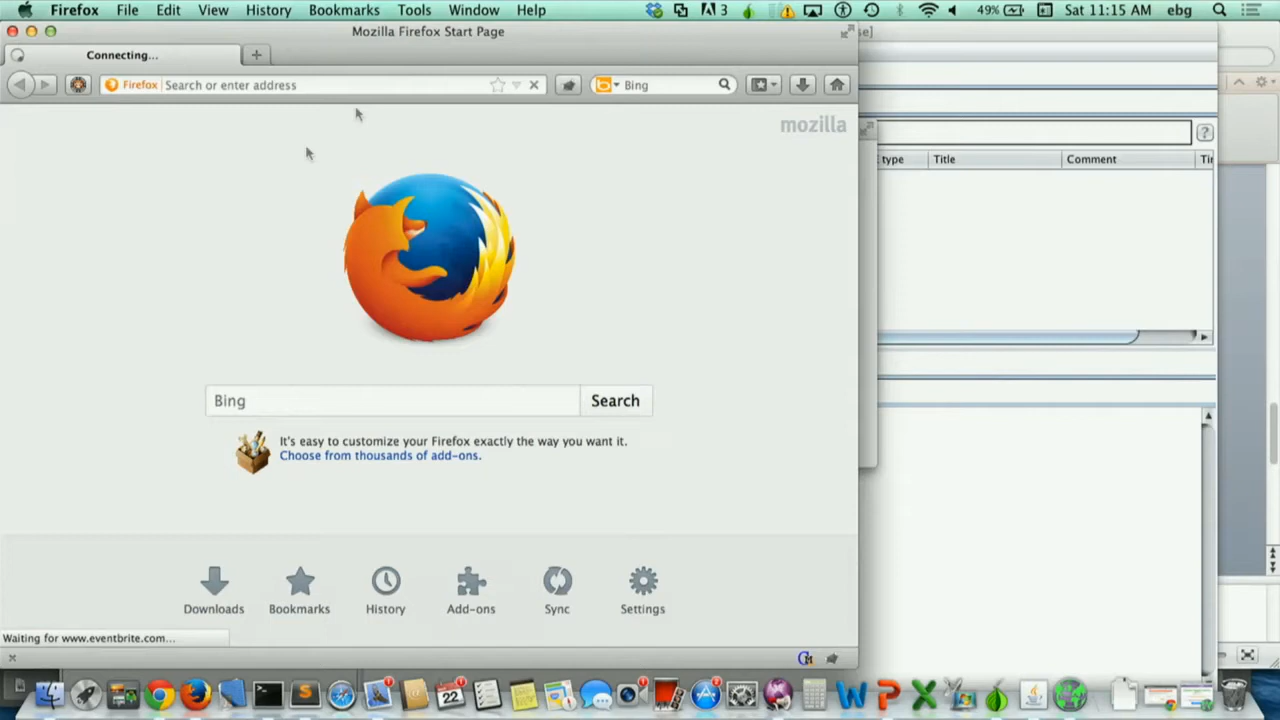 Firefox File Edit View History Bookmarks Tools Window Help 3 49% Sat 11:15 AM ebg
Mozilla Firefox Start Page
se]
Connecting...
Firefox Search or enter address Bing
mozilla
type Title Comment
Bing Search
It's easy to customize your Firefox exactly the way you want it.
Choose from thousands of add-ons.
Downloads Bookmarks History Add-ons Sync Settings
Waiting for www.eventbrite.com...
22